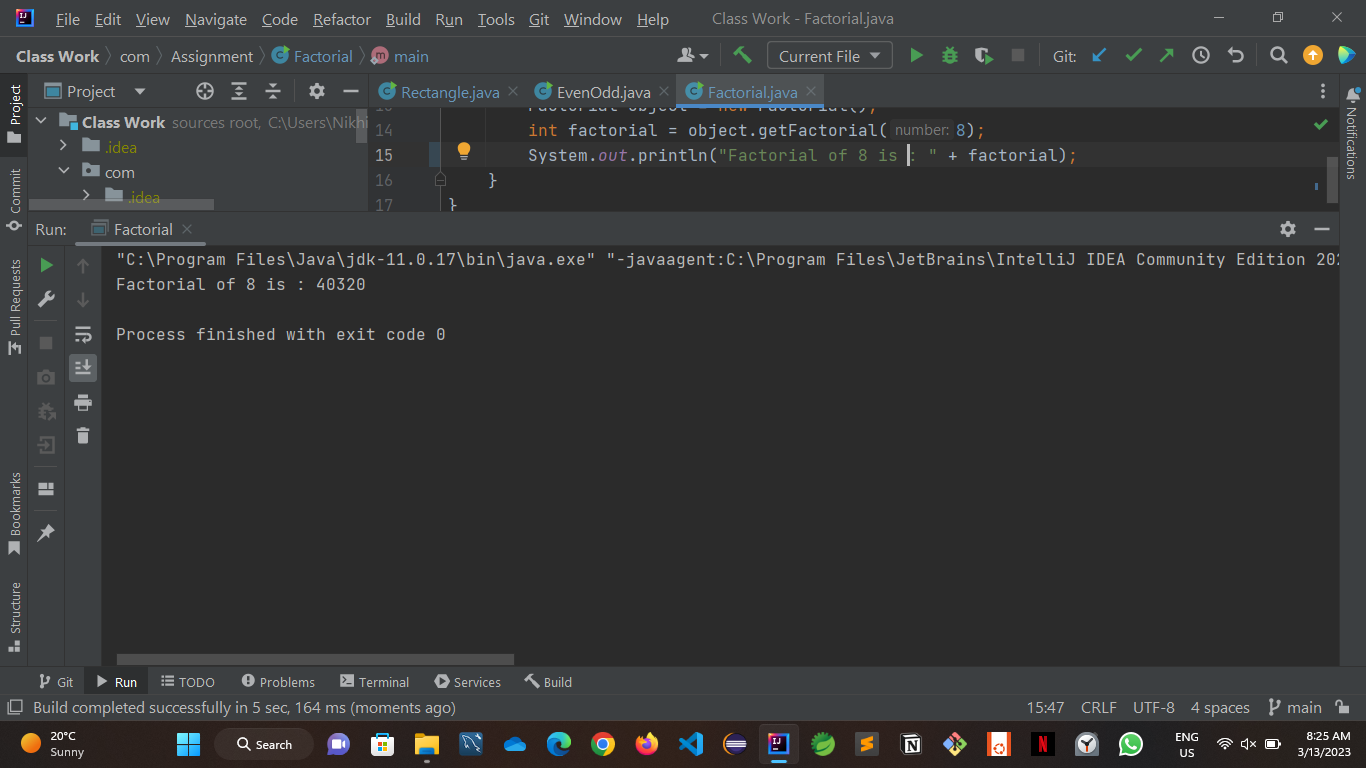 File Edit View Navigate Code Refactor Build Run Tools Git Window Help Class Work - Factorial.java
Class Work com Assignment Factorial main Current File Git:
Project
Rectangle.java EvenOdd.java Factorial.java
Class Work sources root, C:\Users\Nikhi
.idea
com
.idea
Factorial object = new Factorial();
14 int factorial = object.getFactorial( number: 8);
15 System.out.println("Factorial of 8 is : " + factorial);
16 }
17 }
Project
Commit
Pull Requests
Bookmarks
Structure
Notifications
Run: Factorial
"C:\Program Files\Java\jdk-11.0.17\bin\java.exe" "-javaagent:C:\Program Files\JetBrains\IntelliJ IDEA Community Edition 202
Factorial of 8 is : 40320
Process finished with exit code 0
Git Run TODO Problems Terminal Services Build
Build completed successfully in 5 sec, 164 ms (moments ago) 15:47 CRLF UTF-8 4 spaces main
20°C
Sunny
Search
ENG
US
8:25 AM
3/13/2023